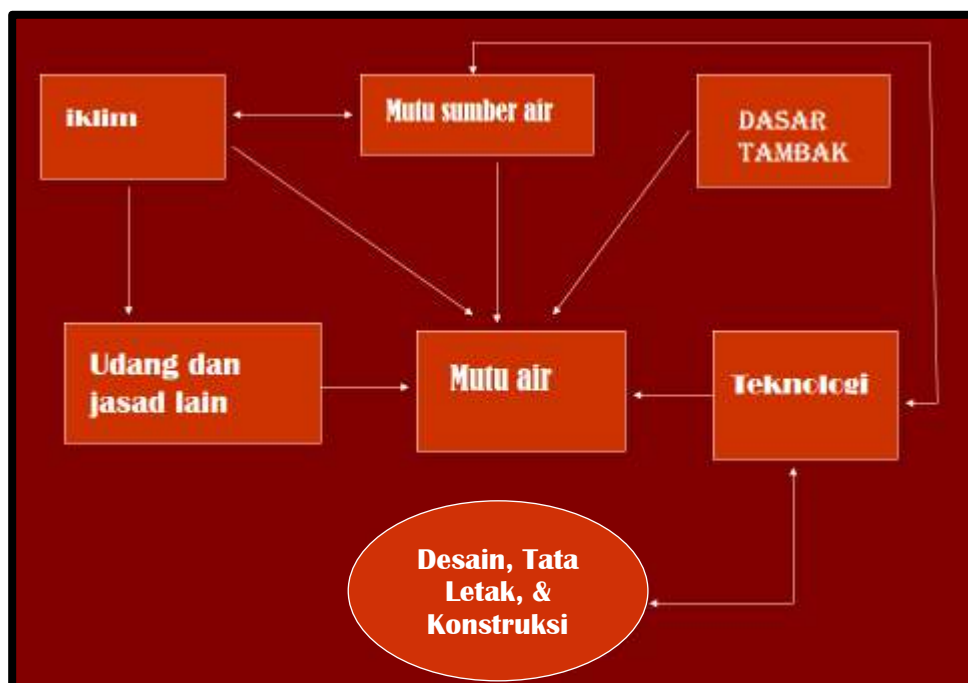 iklim
Mutu sumber air
DASAR
TAMBAK
Udang dan
jasad lain
Mutu air
Teknologi
Desain, Tata
Letak, &
Konstruksi